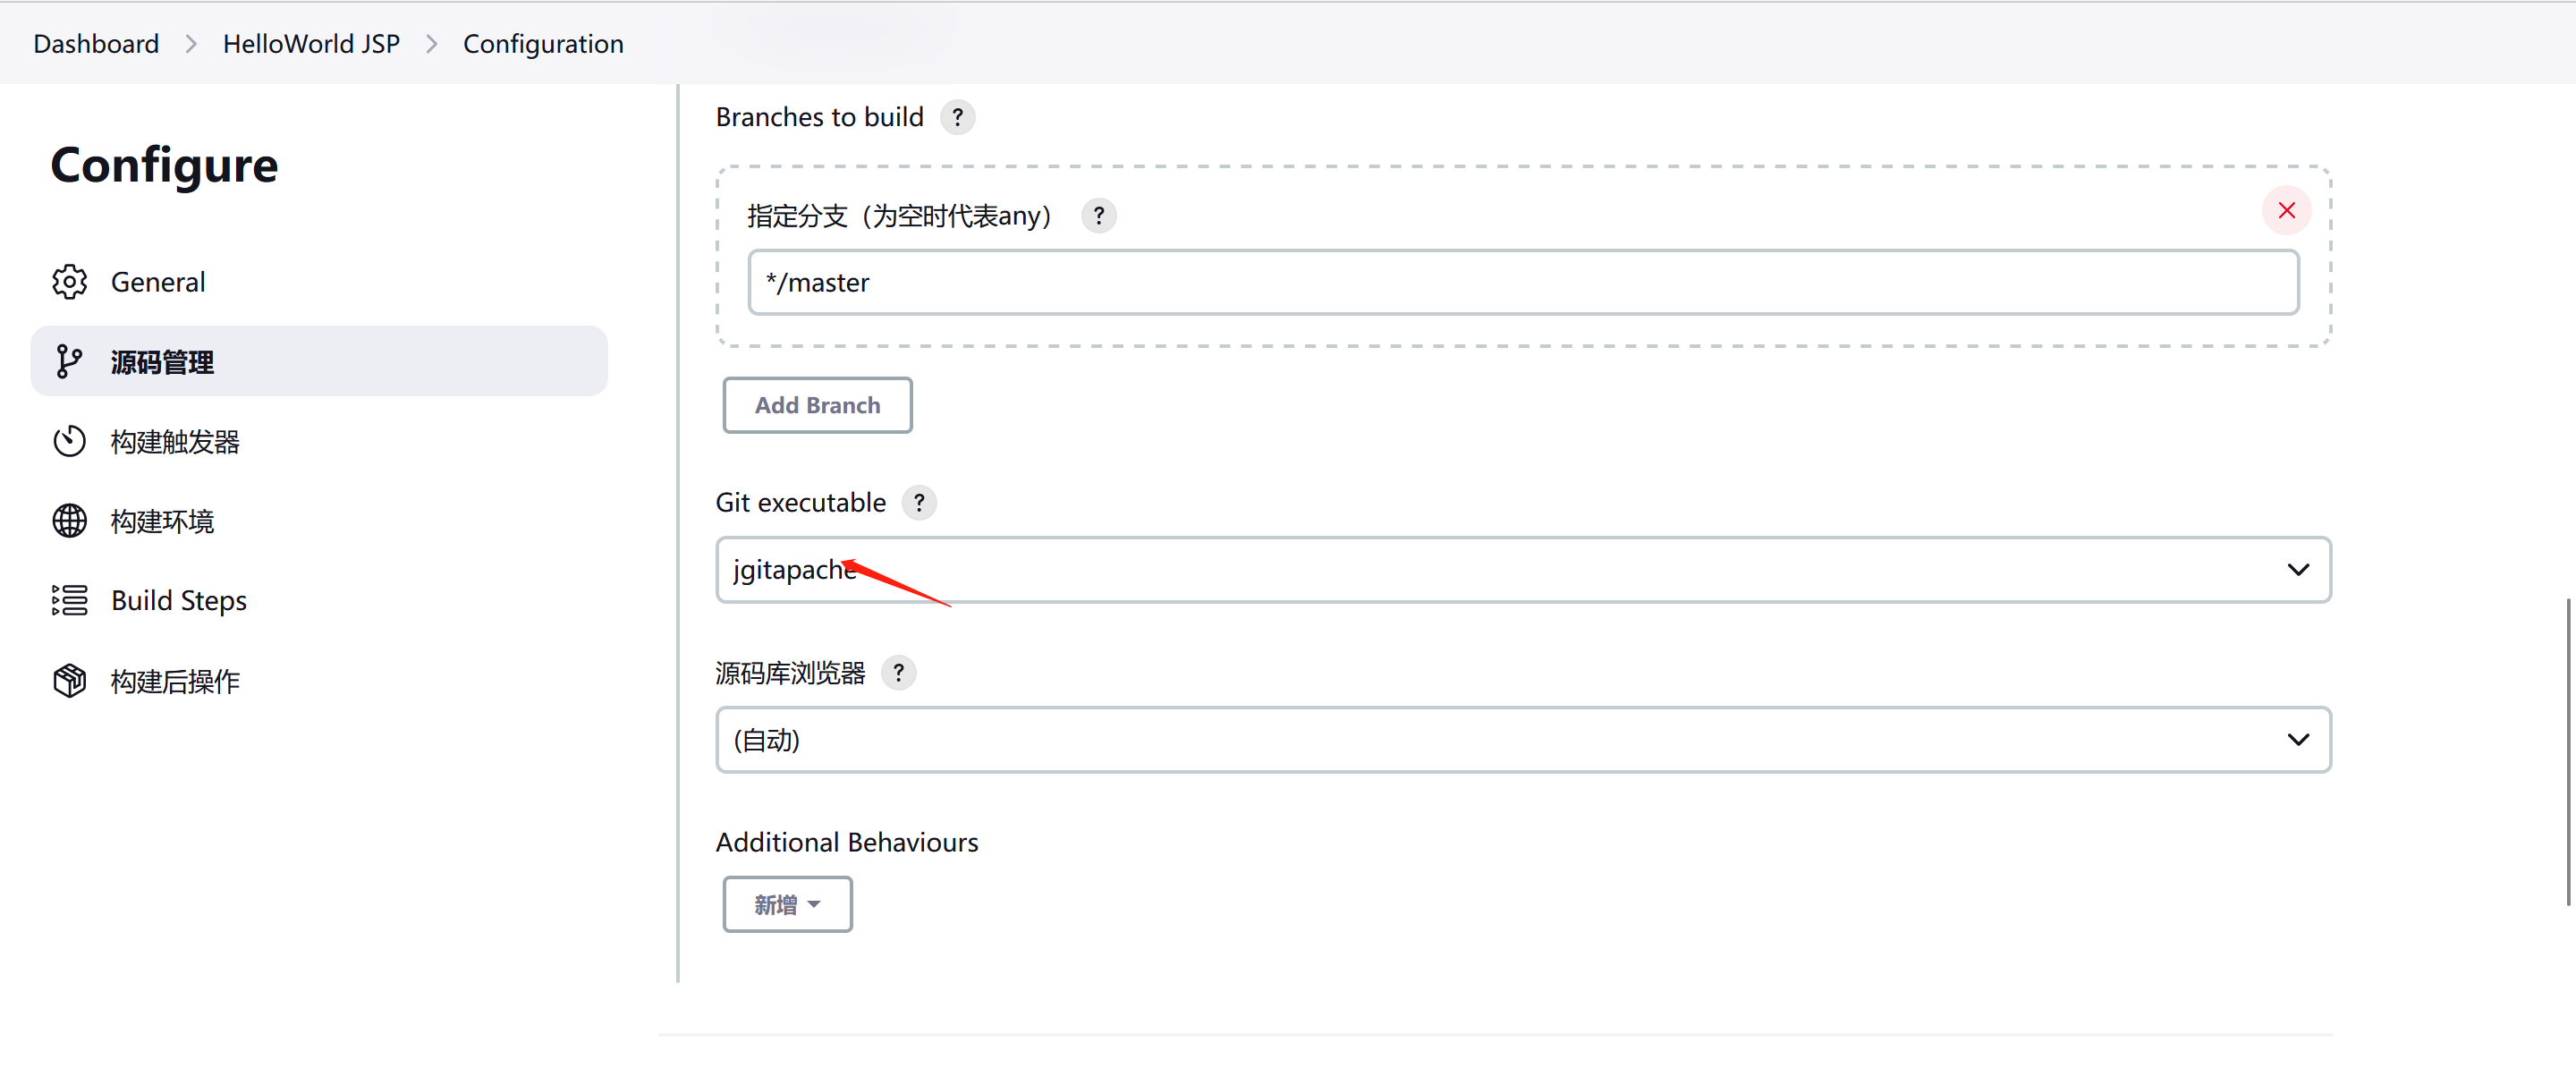 Dashboard > HelloWorld JSP > Configuration
Configure
General
源码管理
构建触发器
构建环境
Build Steps
构建后操作
Branches to build ?
指定分支（为空时代表any） ?
*/master
Add Branch
Git executable ?
jgitapache
源码库浏览器 ?
(自动)
Additional Behaviours
新增